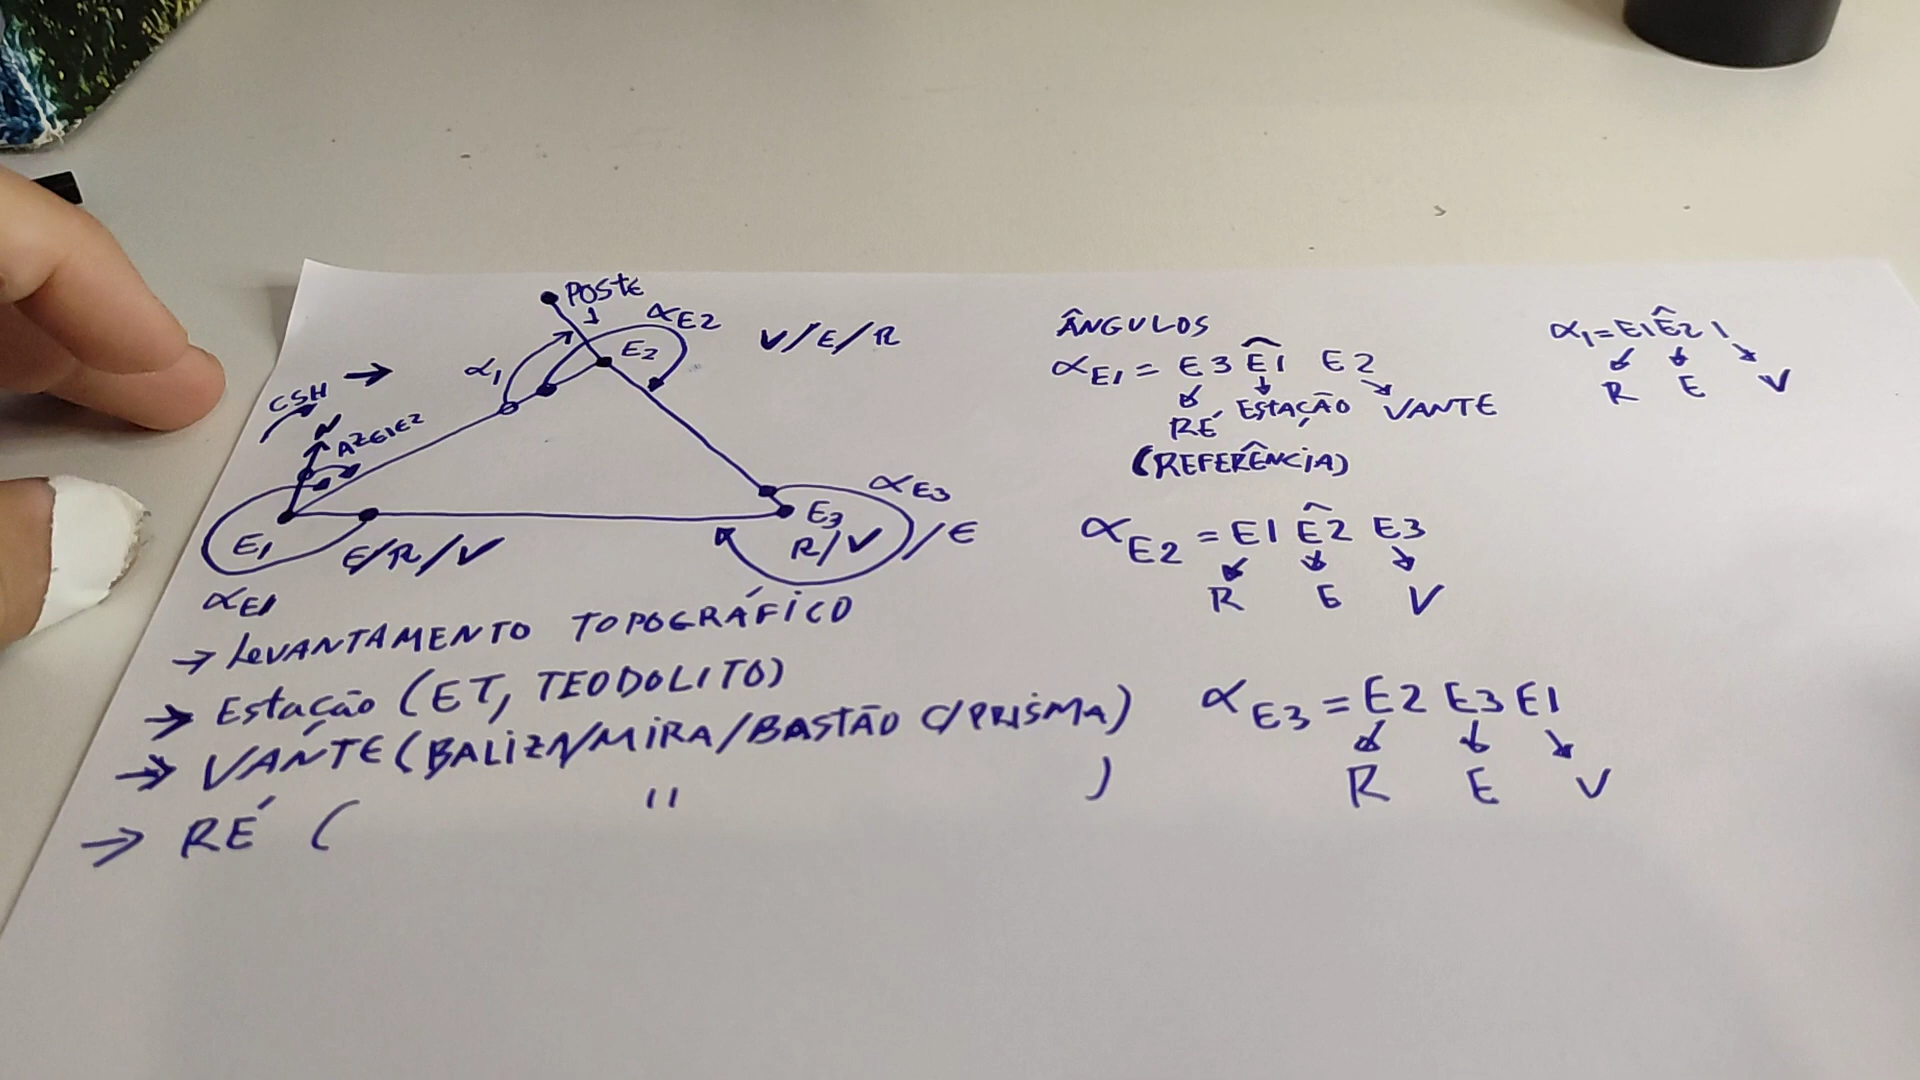 POSTE
1
αE2
V/E/R
E2
α1
CSH →
N
AZE1E2
E1
E/R/V
αE1
E3
R/V/E
αE3
→ LEVANTAMENTO TOPOGRÁFICO
→ Estação (ET, TEODOLITO)
→ VANTE (BALIZA/MIRA/BASTÃO C/PRISMA)
→ RÉ ( " )
ÂNGULOS
αE1 = E3 Ê1 E2
RÉ ESTAÇÃO VANTE
(REFERÊNCIA)
αE2 = E1 Ê2 E3
R E V
αE3 = E2 E3 E1
R E V
α1 = E1 Ê2 1
R E V